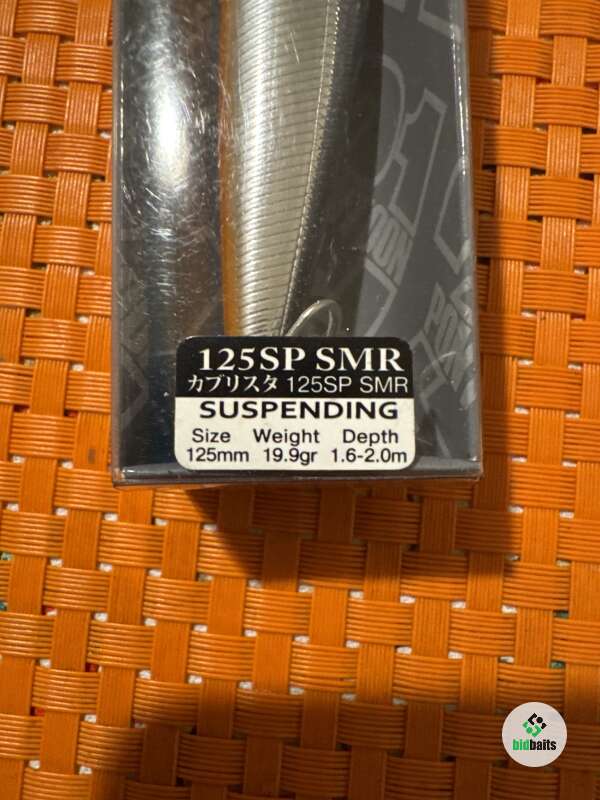 125SP SMR
カプリスタ 125SP SMR
SUSPENDING
Size Weight Depth
125mm 19.9gr 1.6-2.0m
bidbaits